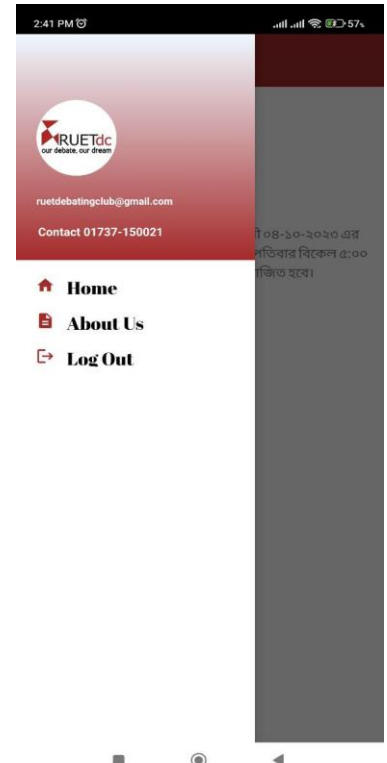 2:41 PM
57%
RUETdc
our debate, our dream
ruetdebatingclub@gmail.com
Contact 01737-150021
০৪-১০-২০২৩ এর
বিকেল ৫:০০
হবে।
Home
About Us
Log Out